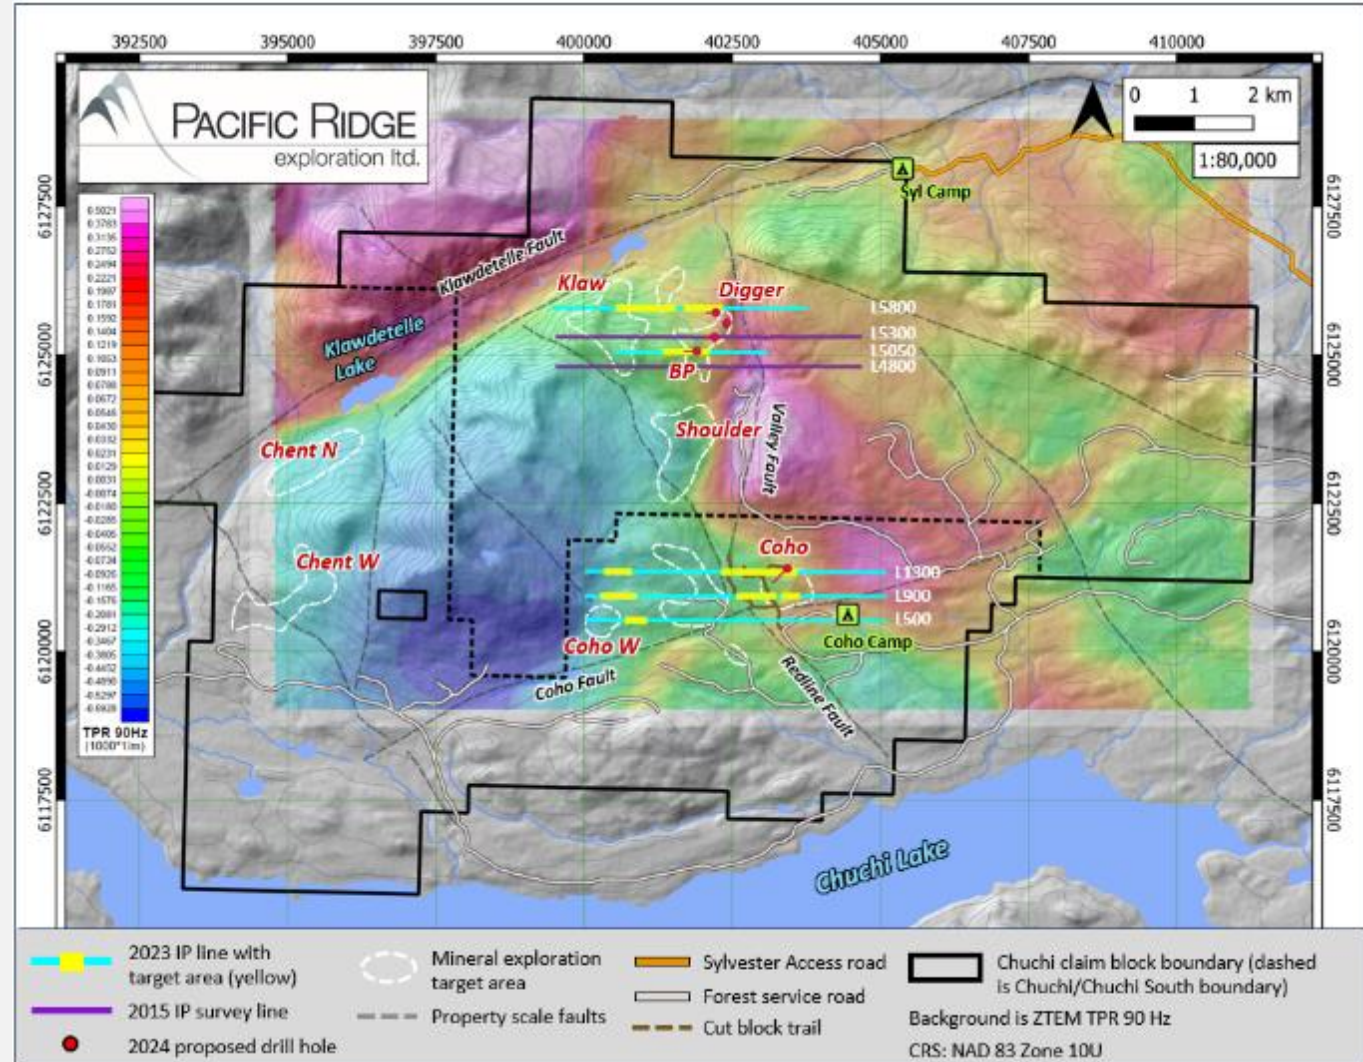 392500 395000 397500 400000 402500 405000 407500 410000
PACIFIC RIDGE
exploration ltd.
0 1 2 km
1:80,000
6127500
6125000
6122500
6120000
6117500
6127500
6125000
6122500
6120000
6117500
TPR 90Hz
Syl Camp
Klawdetelle Fault
Klaw
Digger
L5800
L5300
L5050
L4800
BP
Klawdetelle
Lake
Shoulder
Valley Fault
Chent N
Chent W
Coho
L1300
L900
L500
Coho Camp
Coho W
Coho Fault
Redline Fault
Chuchi Lake
2023 IP line with
target area (yellow)
2015 IP survey line
2024 proposed drill hole
Mineral exploration
target area
Property scale faults
Sylvester Access road
Forest service road
Cut block trail
Chuchi claim block boundary (dashed
is Chuchi/Chuchi South boundary)
Background is ZTEM TPR 90 Hz
CRS: NAD 83 Zone 10U